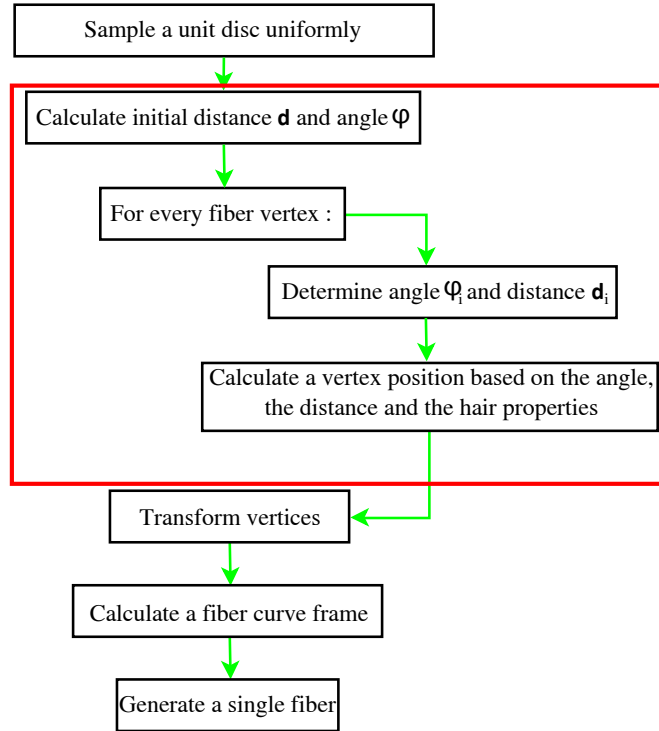 Sample a unit disc uniformly
Calculate initial distance d and angle φ
For every fiber vertex :
Determine angle φi and distance di
Calculate a vertex position based on the angle,
the distance and the hair properties
Transform vertices
Calculate a fiber curve frame
Generate a single fiber